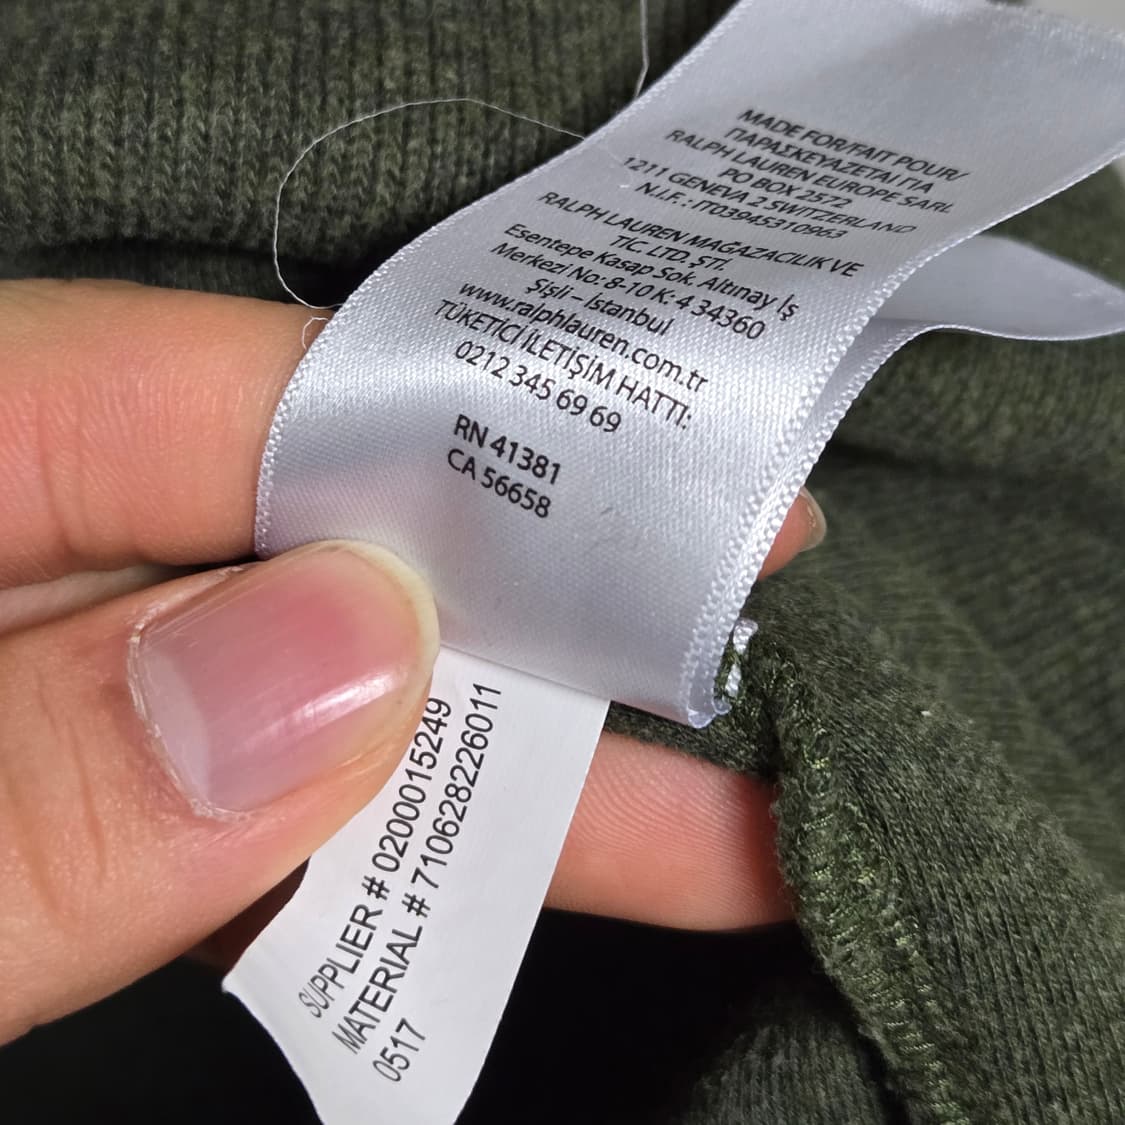 MADE FOR/FAIT POUR/
ΠΑΡΑΣΚΕΥΑΖΕΤΑΙ ΓΙΑ
RALPH LAUREN EUROPE SARL
PO BOX 2572
1211 GENEVA 2 SWITZERLAND
N.I.F. : IT03945310963
RALPH LAUREN MAĞAZACILIK VE
TİC. LTD. ŞTİ.
Esentepe Kasap Sok. Altınay İş
Merkezi No: 8-10 K: 4 34360
Şişli – İstanbul
www.ralphlauren.com.tr
TÜKETİCİ İLETİŞİM HATTI:
0212 345 69 69
RN 41381
CA 56658
SUPPLIER # 0200015249
MATERIAL # 710628226011
0517